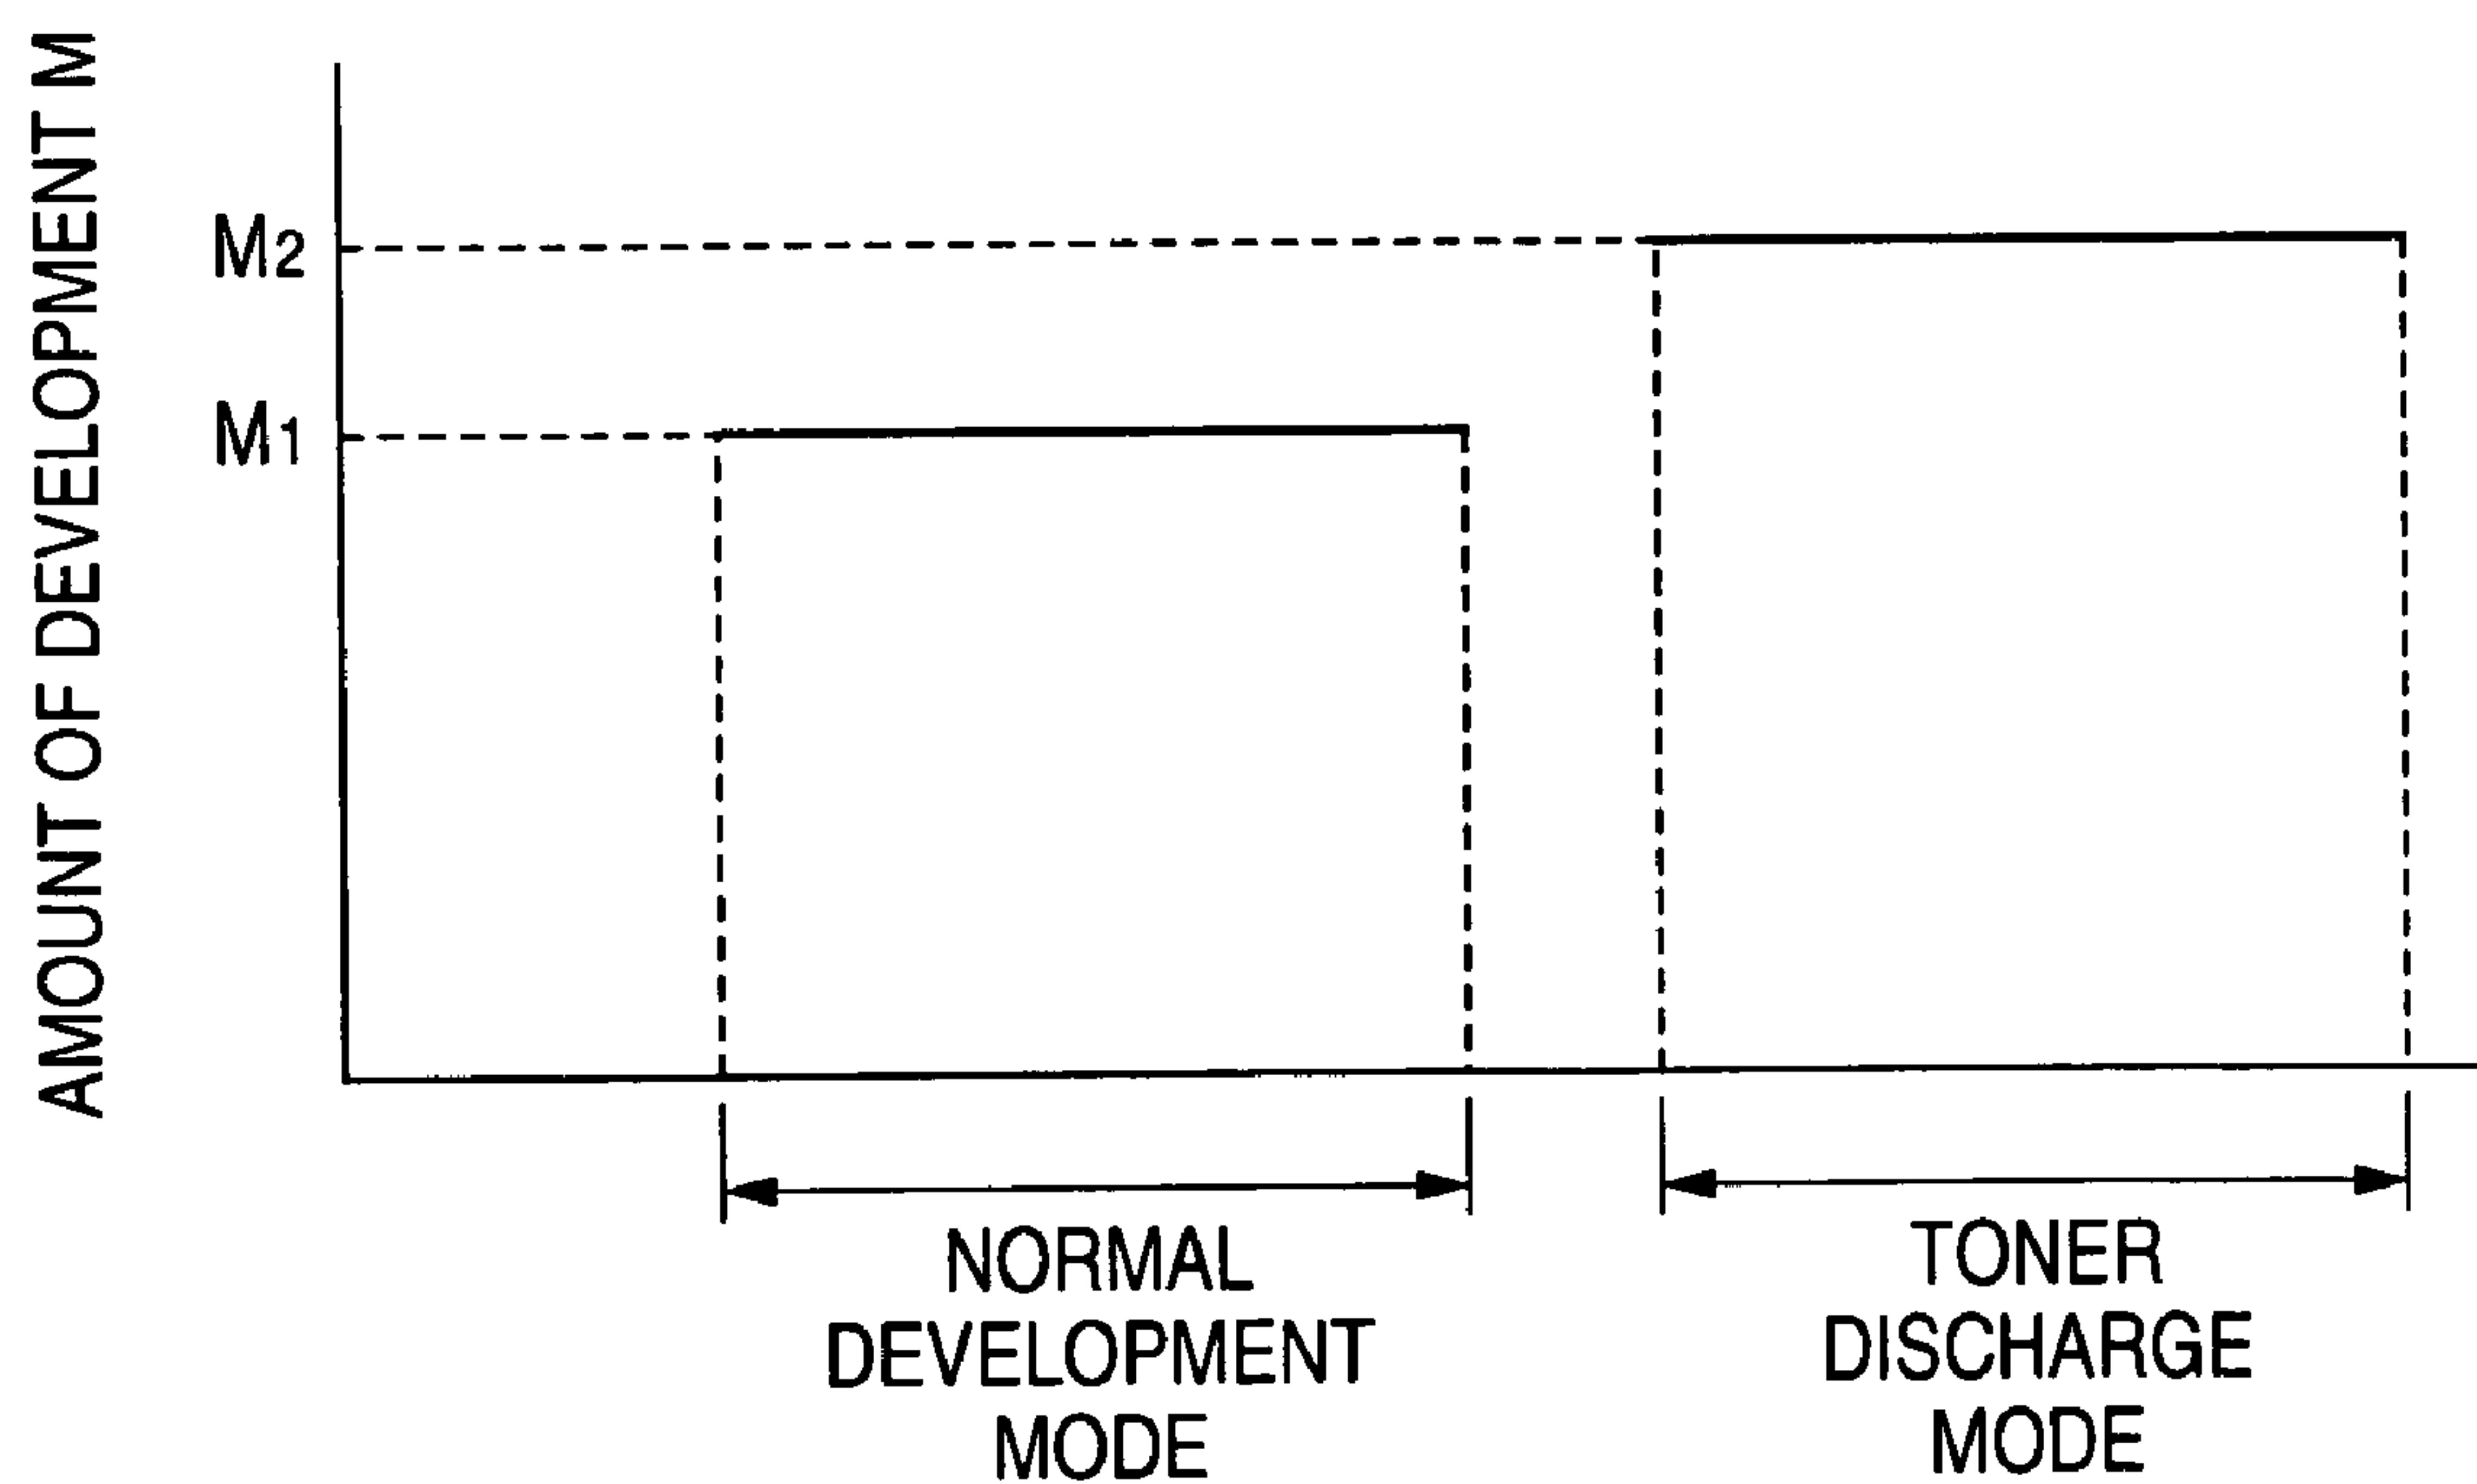 AMOUNT OF DEVELOPMENT M
M2
M1
NORMAL
DEVELOPMENT
MODE
TONER
DISCHARGE
MODE